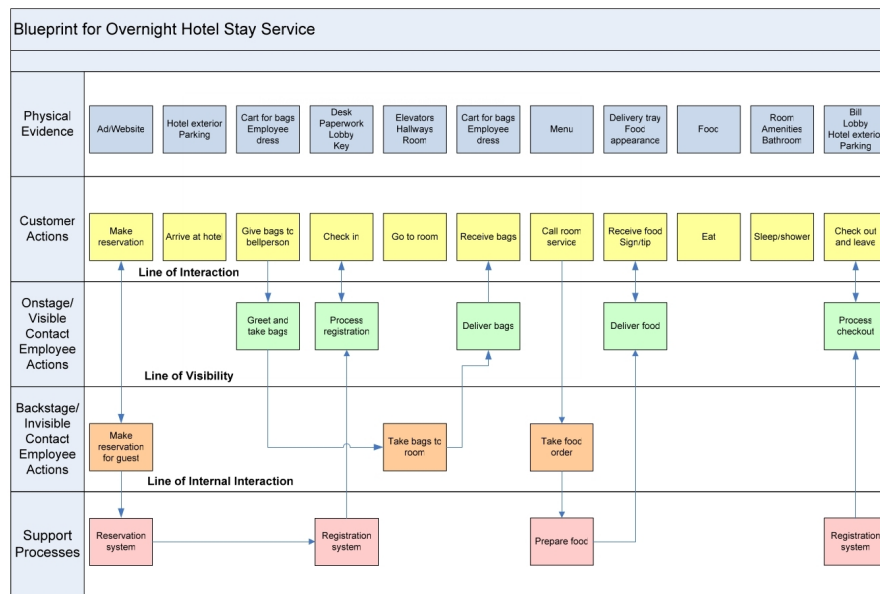 Blueprint for Overnight Hotel Stay Service
Physical
Evidence
Ad/Website
Hotel exterior
Parking
Cart for bags
Employee
dress
Desk
Paperwork
Lobby
Key
Elevators
Hallways
Room
Cart for bags
Employee
dress
Menu
Delivery tray
Food
appearance
Food
Room
Amenities
Bathroom
Bill
Lobby
Hotel exterior
Parking
Customer
Actions
Make
reservation
Arrive at hotel
Give bags to
bellperson
Check in
Go to room
Receive bags
Call room
service
Receive food
Sign/tip
Eat
Sleep/shower
Check out
and leave
Line of Interaction
Onstage/
Visible
Contact
Employee
Actions
Greet and
take bags
Process
registration
Deliver bags
Deliver food
Process
checkout
Line of Visibility
Backstage/
Invisible
Contact
Employee
Actions
Make
reservation
for guest
Take bags to
room
Take food
order
Line of Internal Interaction
Support
Processes
Reservation
system
Registration
system
Prepare food
Registration
system